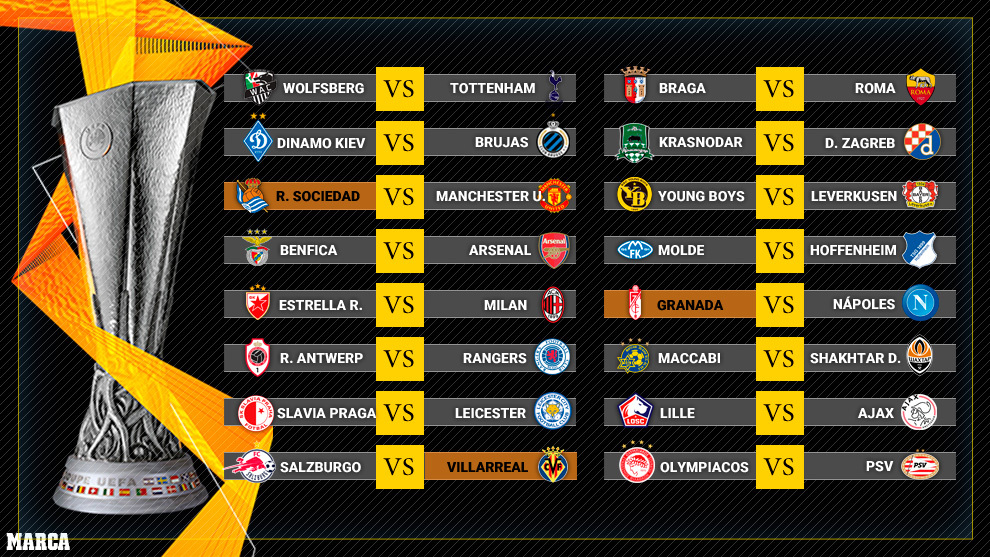 WOLFSBERG VS TOTTENHAM
DINAMO KIEV VS BRUJAS
R. SOCIEDAD VS MANCHESTER U.
BENFICA VS ARSENAL
ESTRELLA R. VS MILAN
R. ANTWERP VS RANGERS
SLAVIA PRAGA VS LEICESTER
SALZBURGO VS VILLARREAL
BRAGA VS ROMA
KRASNODAR VS D. ZAGREB
YOUNG BOYS VS LEVERKUSEN
MOLDE VS HOFFENHEIM
GRANADA VS NÁPOLES
MACCABI VS SHAKHTAR D.
LILLE VS AJAX
OLYMPIACOS VS PSV
MARCA